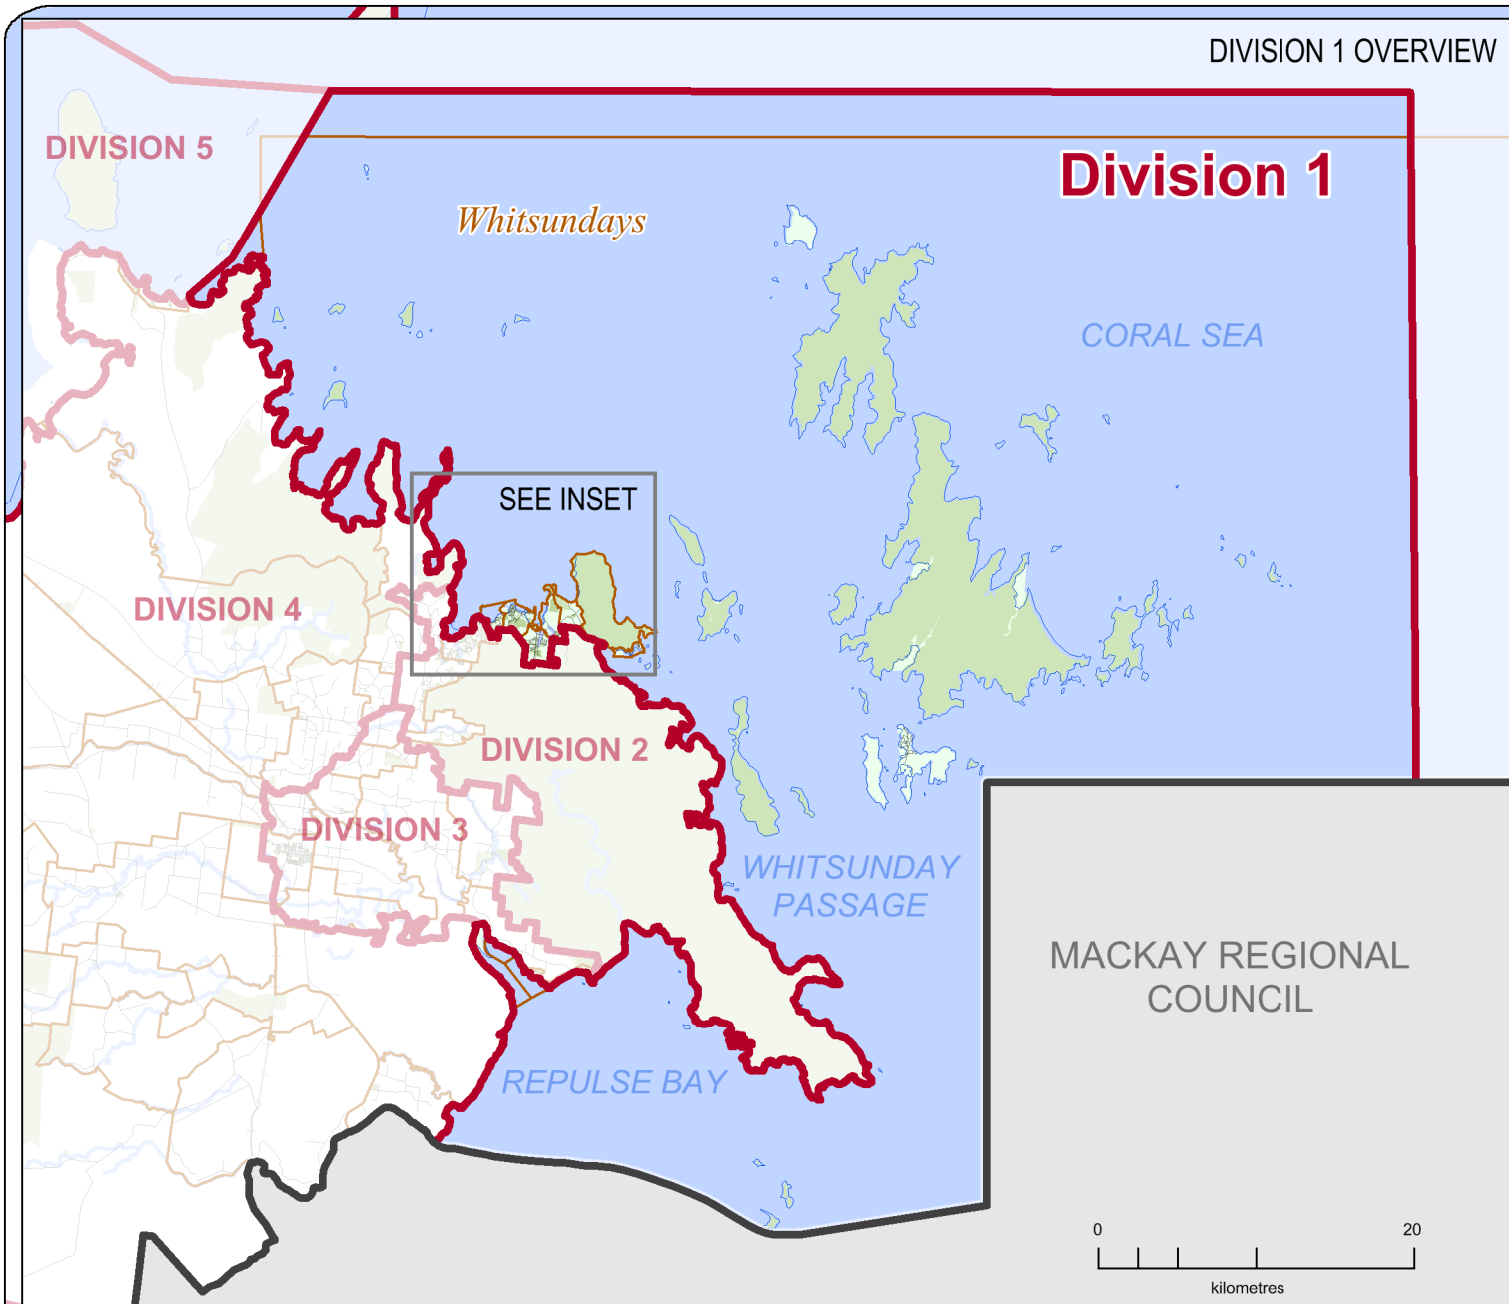 DIVISION 1 OVERVIEW
DIVISION 5
Division 1
Whitsundays
CORAL SEA
SEE INSET
DIVISION 4
DIVISION 2
DIVISION 3
WHITSUNDAY
PASSAGE
MACKAY REGIONAL
COUNCIL
REPULSE BAY
0 20
kilometres